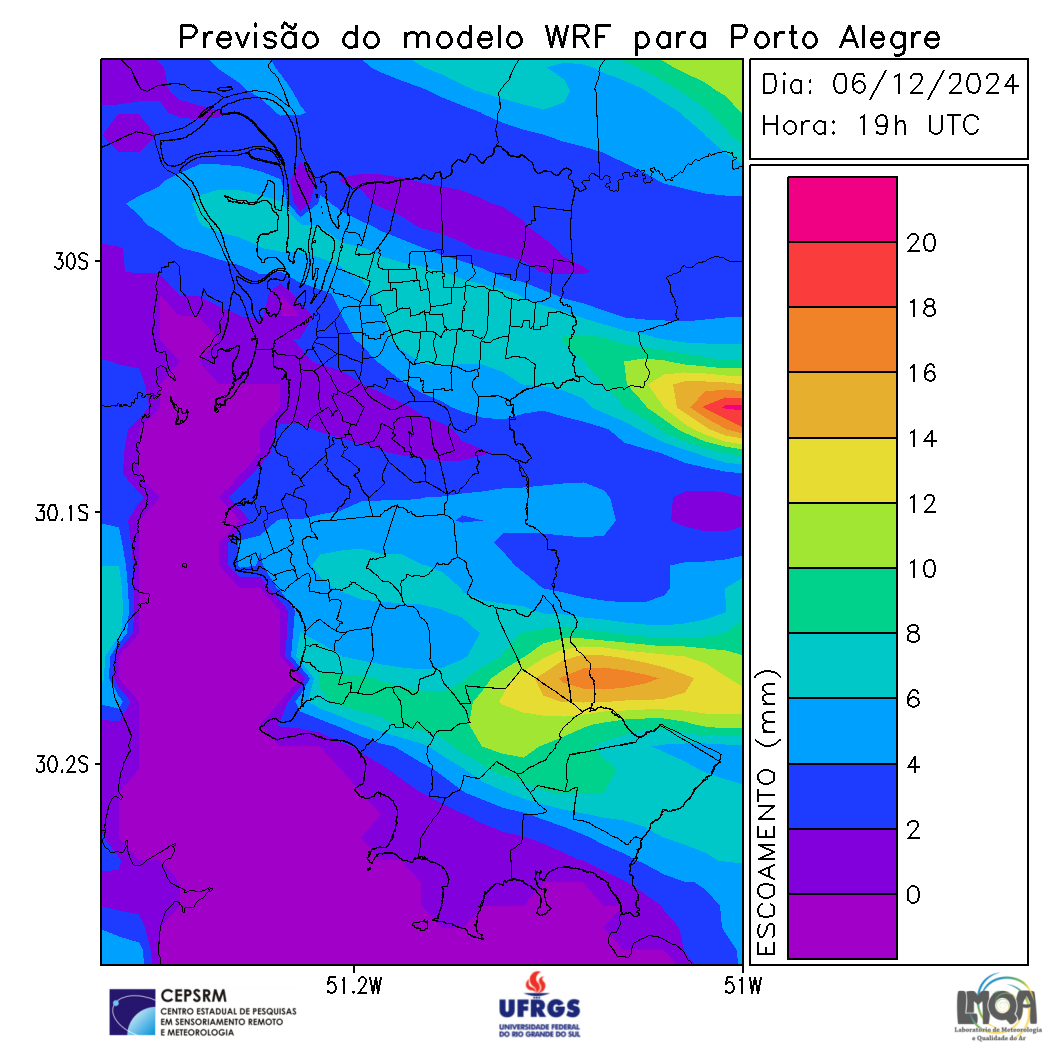 Previsão do modelo WRF para Porto Alegre
Dia: 06/12/2024
Hora: 19h UTC
30S
30.1S
30.2S
51.2W
51W
ESCOAMENTO (mm)
20
18
16
14
12
10
8
6
4
2
0
CEPSRM
CENTRO ESTADUAL DE PESQUISAS
EM SENSORIAMENTO REMOTO
E METEOROLOGIA
UFRGS
UNIVERSIDADE FEDERAL
DO RIO GRANDE DO SUL
LMQA
Laboratório de Meteorologia
e Qualidade do Ar